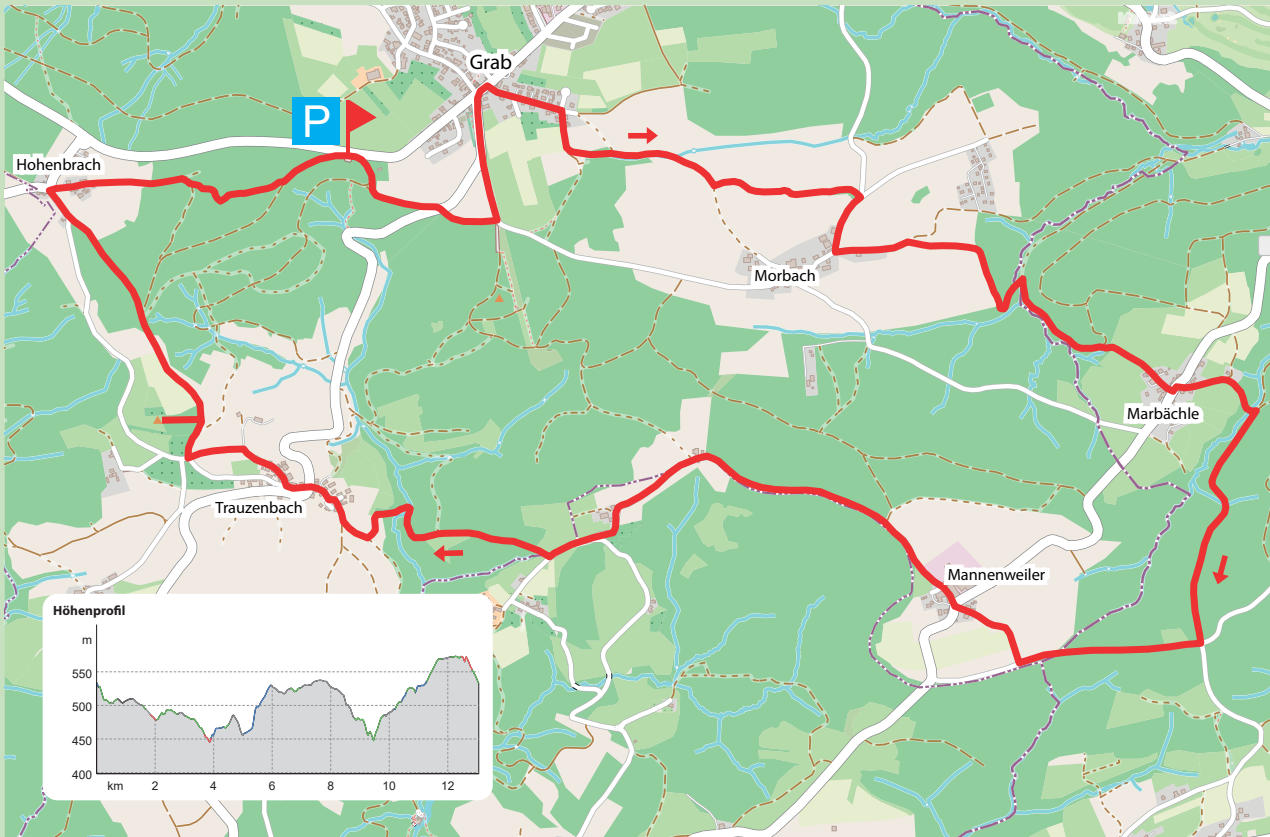 Grab
P
Hohenbrach
Morbach
Marbächle
Trauzenbach
Mannenweiler
Höhenprofil
m
550
500
450
400
km 2 4 6 8 10 12